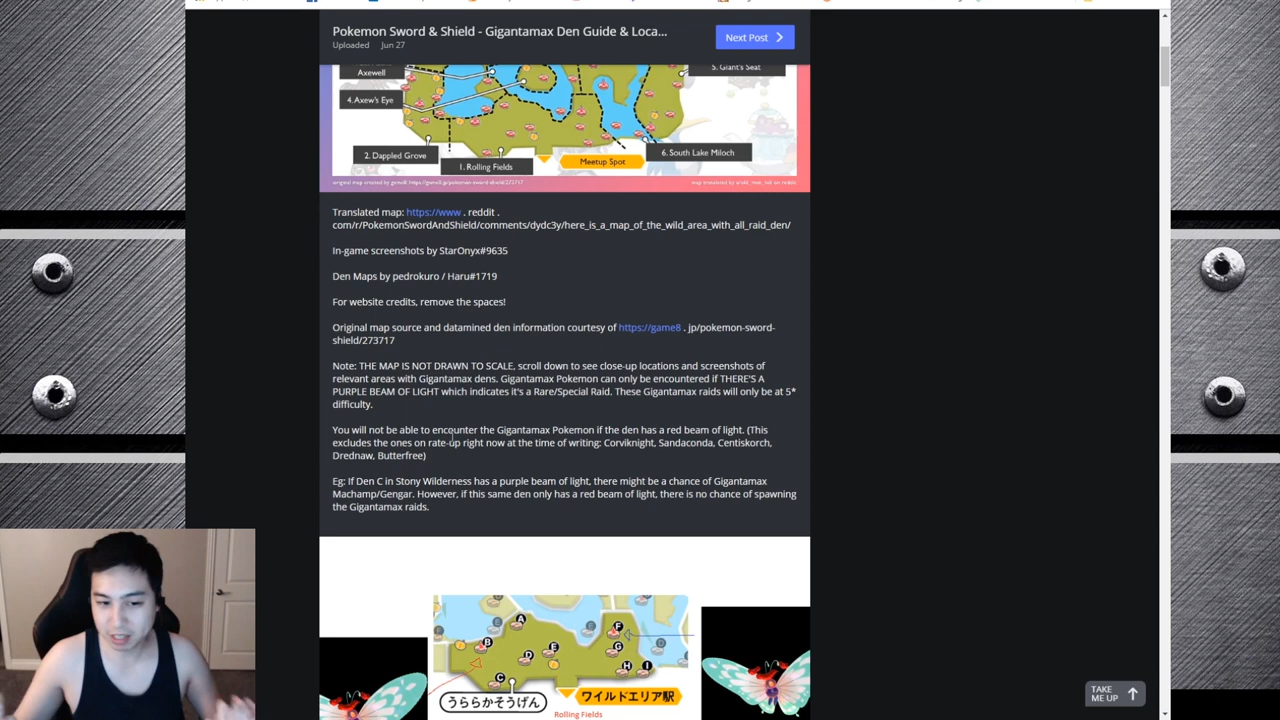 Pokemon Sword & Shield - Gigantamax Den Guide & Loca...
Uploaded Jun 27
Next Post
Axewell
5. Giant's Seat
4. Axew's Eye
2. Dappled Grove
1. Rolling Fields
Meetup Spot
6. South Lake Miloch
Translated map: https://www . reddit .
com/r/PokemonSwordAndShield/comments/dydc3y/here_is_a_map_of_the_wild_area_with_all_raid_den/
In-game screenshots by StarOnyx#9635
Den Maps by pedrokuro / Haru#1719
For website credits, remove the spaces!
Original map source and datamined den information courtesy of https://game8 . jp/pokemon-sword-
shield/273717
Note: THE MAP IS NOT DRAWN TO SCALE, scroll down to see close-up locations and screenshots of
relevant areas with Gigantamax dens. Gigantamax Pokemon can only be encountered if THERE'S A
PURPLE BEAM OF LIGHT which indicates it's a Rare/Special Raid. These Gigantamax raids will only be at 5*
difficulty.
You will not be able to encounter the Gigantamax Pokemon if the den has a red beam of light. (This
excludes the ones on rate-up right now at the time of writing: Corviknight, Sandaconda, Centiskorch,
Drednaw, Butterfree)
Eg: If Den C in Stony Wilderness has a purple beam of light, there might be a chance of Gigantamax
Machamp/Gengar. However, if this same den only has a red beam of light, there is no chance of spawning
the Gigantamax raids.
A
F
B
E
G
D
H
I
C
うららかそうげん
ワイルドエリア駅
Rolling Fields
TAKE
ME UP